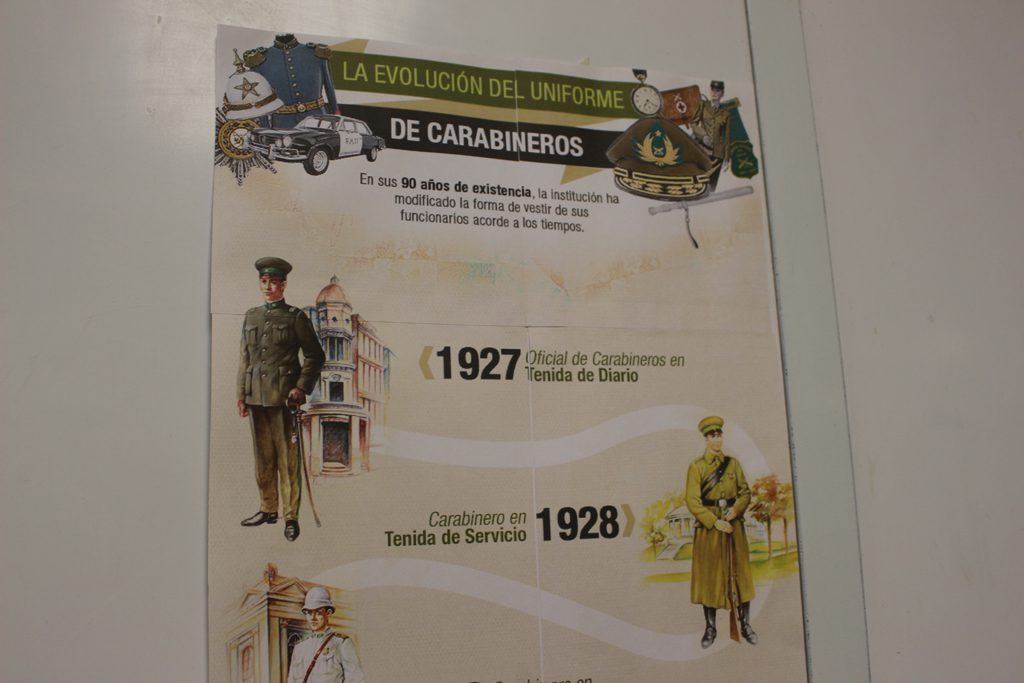 LA EVOLUCIÓN DEL UNIFORME
DE CARABINEROS
En sus 90 años de existencia, la institución ha
modificado la forma de vestir de sus
funcionarios acorde a los tiempos.
1927
Oficial de Carabineros en
Tenida de Diario
Carabinero en
Tenida de Servicio
1928